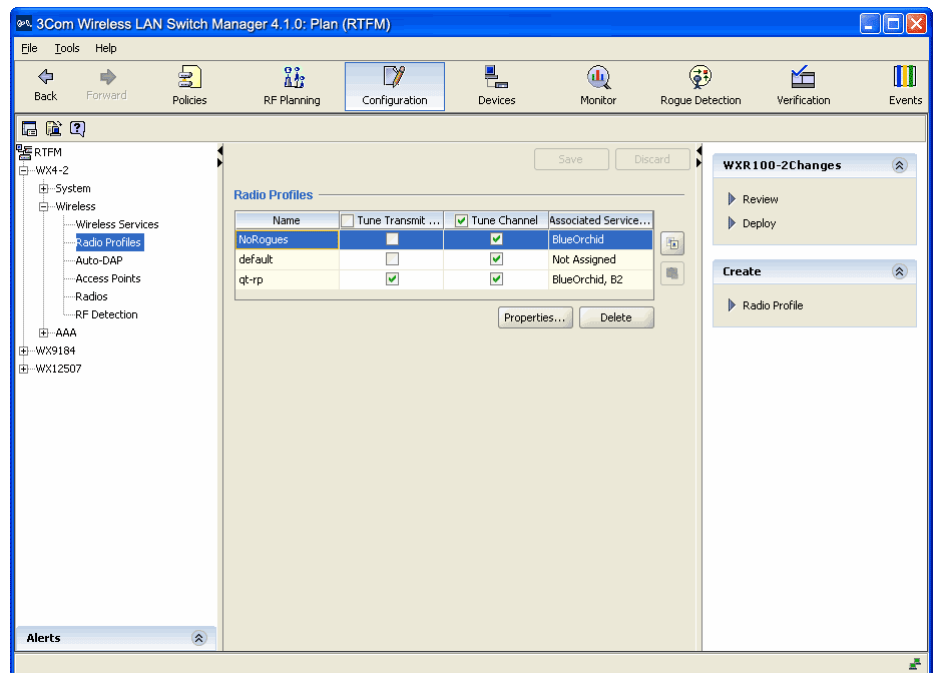 3Com Wireless LAN Switch Manager 4.1.0: Plan (RTFM)
File Tools Help
Back Forward Policies RF Planning Configuration Devices Monitor Rogue Detection Verification Events
RTFM
WX4-2
System
Wireless
Wireless Services
Radio Profiles
Auto-DAP
Access Points
Radios
RF Detection
AAA
WX9184
WX12507
Alerts
Save Discard
Radio Profiles
Name Tune Transmit ... Tune Channel Associated Service...
NoRogues BlueOrchid
default Not Assigned
qt-rp BlueOrchid, B2
Properties... Delete
WXR100-2Changes
Review
Deploy
Create
Radio Profile